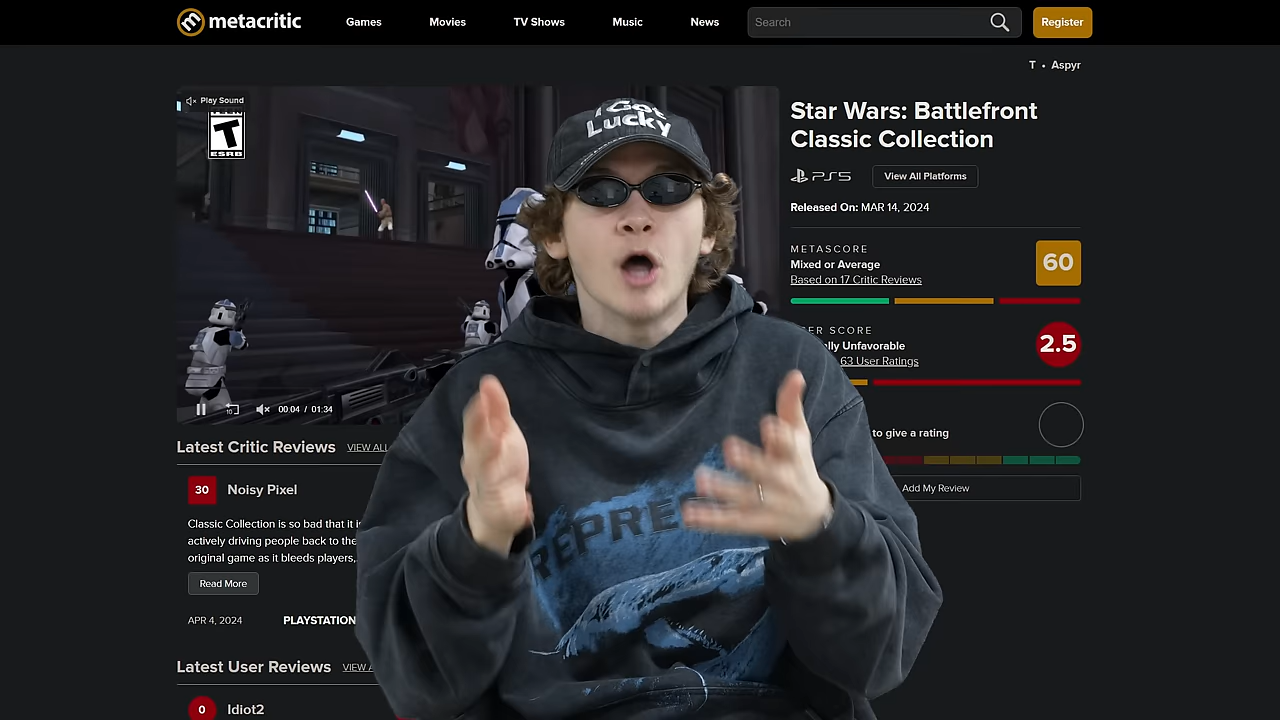 metacritic
Games
Movies
TV Shows
Music
News
Search
Register
T • Aspyr
Play Sound
T
ESRB
I Got
Lucky
Star Wars: Battlefront
Classic Collection
PS5
View All Platforms
Released On: MAR 14, 2024
METASCORE
Mixed or Average
Based on 17 Critic Reviews
60
ER SCORE
lly Unfavorable
63 User Ratings
2.5
to give a rating
Add My Review
10
00:04 / 01:34
Latest Critic Reviews
VIEW ALL
30
Noisy Pixel
Classic Collection is so bad that it i
actively driving people back to the
original game as it bleeds players,
Read More
APR 4, 2024
PLAYSTATION
REPRE
Latest User Reviews
VIEW A
0
Idiot2